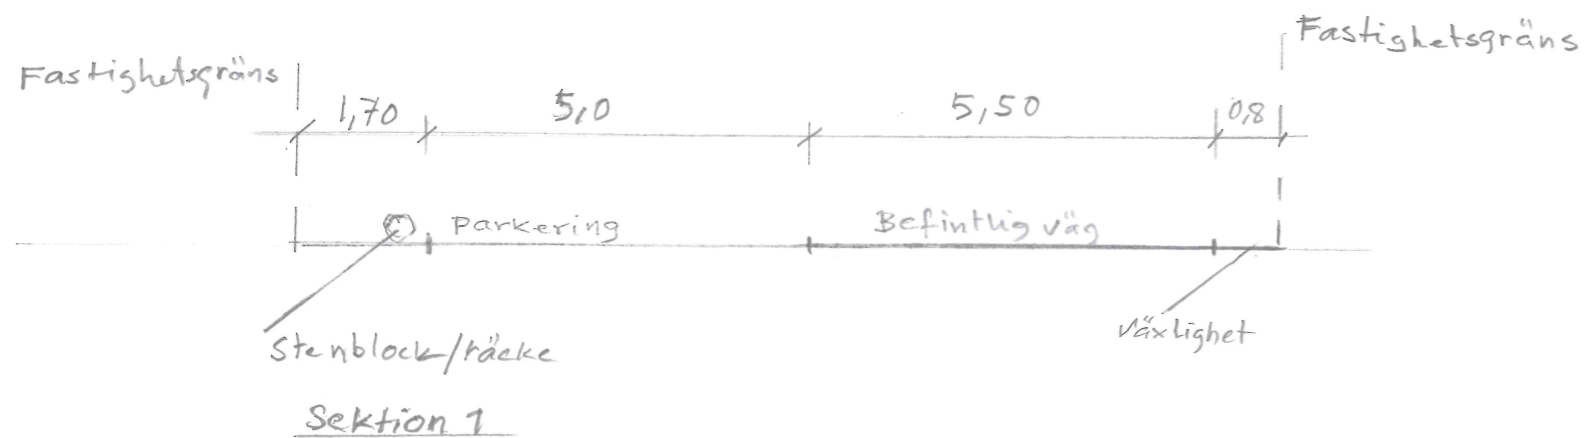 Fastighetsgräns
Fastighetsgräns
1,70
5,0
5,50
0,8
Parkering
Befintlig väg
Växlighet
Stenblock/räcke
Sektion 1